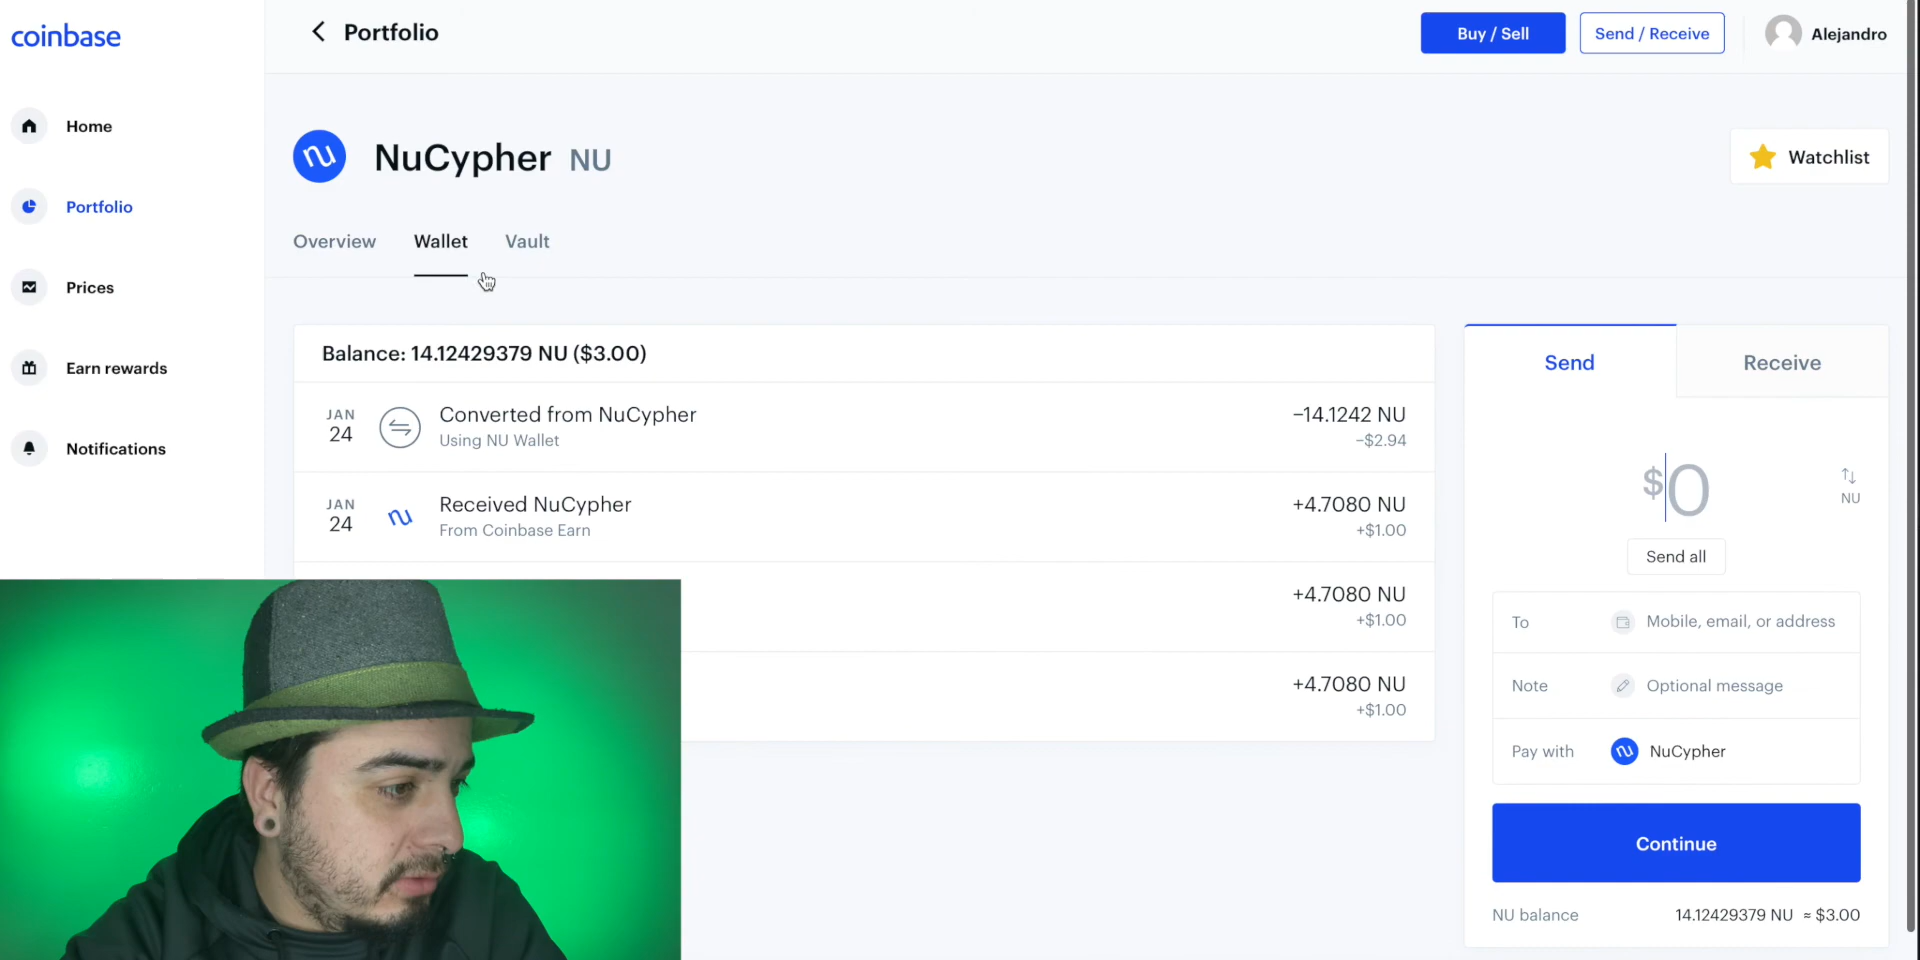 coinbase
Portfolio
Buy / Sell
Send / Receive
Alejandro
Home
Portfolio
Prices
Earn rewards
Notifications
NuCypher NU
Watchlist
Overview
Wallet
Vault
Balance: 14.12429379 NU ($3.00)
JAN
24
Converted from NuCypher
Using NU Wallet
−14.1242 NU
−$2.94
JAN
24
Received NuCypher
From Coinbase Earn
+4.7080 NU
+$1.00
+4.7080 NU
+$1.00
+4.7080 NU
+$1.00
Send
Receive
$0
NU
Send all
To
Mobile, email, or address
Note
Optional message
Pay with
NuCypher
Continue
NU balance
14.12429379 NU ≈ $3.00